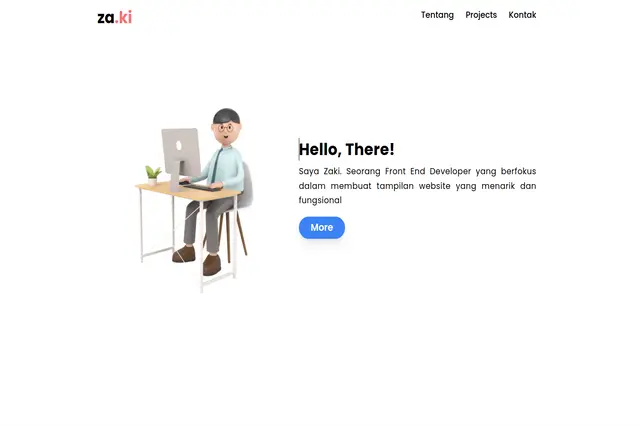 za.ki
Tentang Projects Kontak
Hello, There!
Saya Zaki. Seorang Front End Developer yang berfokus
dalam membuat tampilan website yang menarik dan
fungsional
More